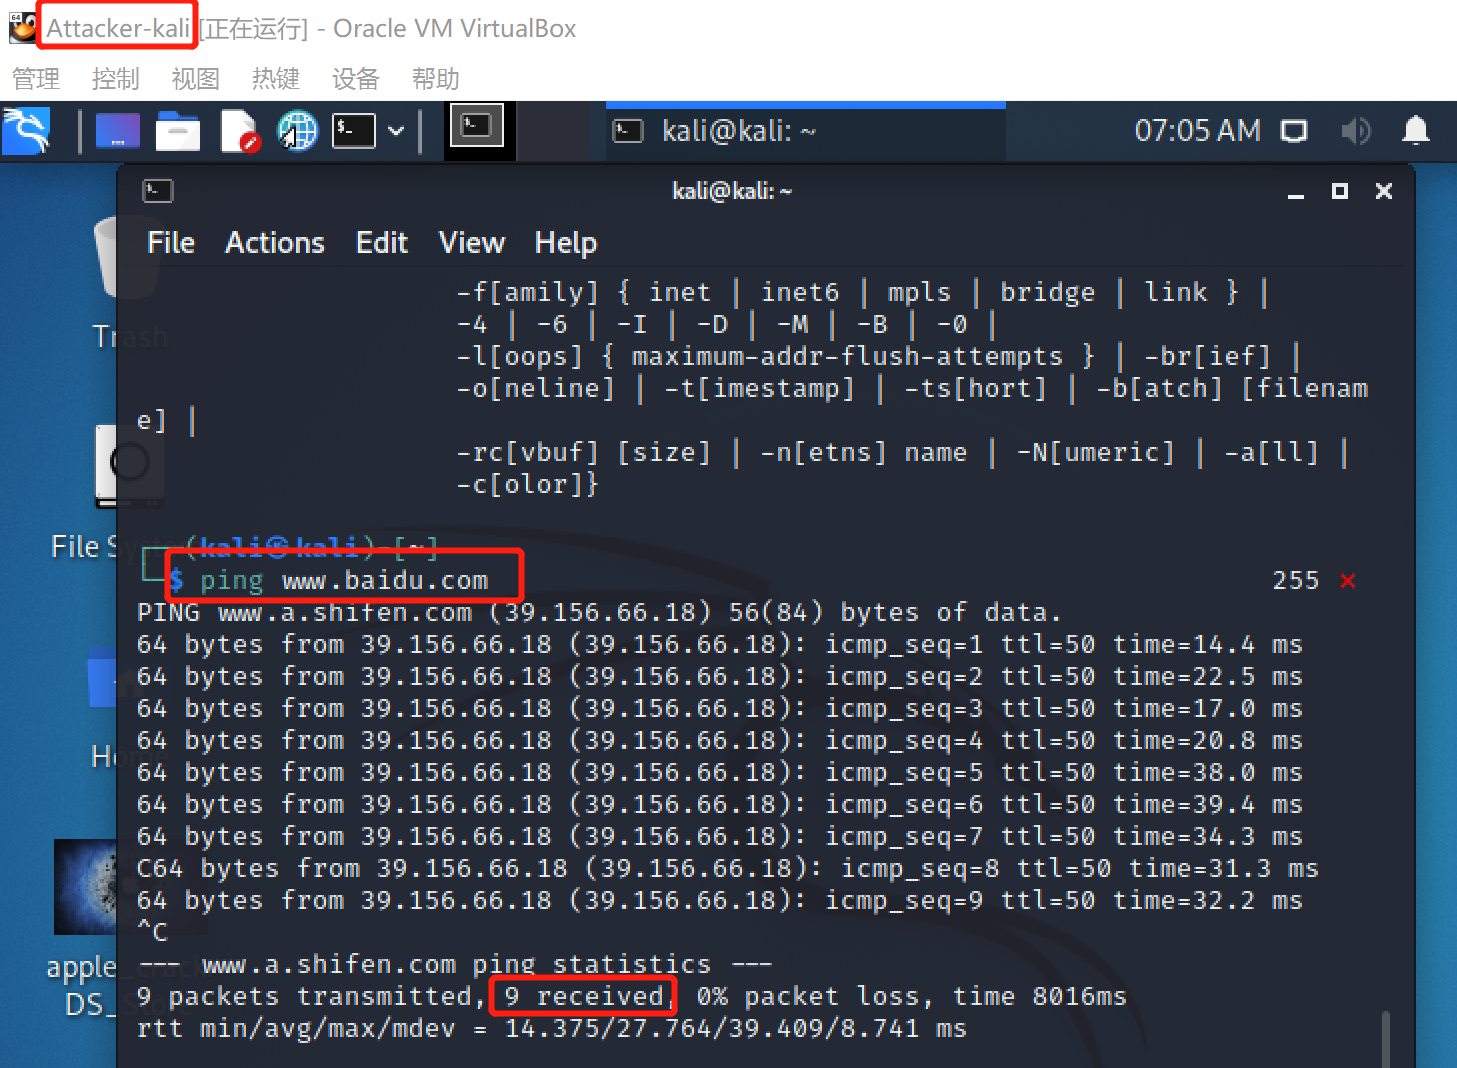 Attacker-kali [正在运行] - Oracle VM VirtualBox
管理 控制 视图 热键 设备 帮助
kali@kali: ~ 07:05 AM
kali@kali: ~
File Actions Edit View Help
-f[amily] { inet | inet6 | mpls | bridge | link } |
-4 | -6 | -I | -D | -M | -B | -0 |
-l[oops] { maximum-addr-flush-attempts } | -br[ief] |
-o[neline] | -t[imestamp] | -ts[hort] | -b[atch] [filenam
e] |
-rc[vbuf] [size] | -n[etns] name | -N[umeric] | -a[ll] |
-c[olor]}
(kali㉿kali)-[~]
$ ping www.baidu.com 255 ✗
PING www.a.shifen.com (39.156.66.18) 56(84) bytes of data.
64 bytes from 39.156.66.18 (39.156.66.18): icmp_seq=1 ttl=50 time=14.4 ms
64 bytes from 39.156.66.18 (39.156.66.18): icmp_seq=2 ttl=50 time=22.5 ms
64 bytes from 39.156.66.18 (39.156.66.18): icmp_seq=3 ttl=50 time=17.0 ms
64 bytes from 39.156.66.18 (39.156.66.18): icmp_seq=4 ttl=50 time=20.8 ms
64 bytes from 39.156.66.18 (39.156.66.18): icmp_seq=5 ttl=50 time=38.0 ms
64 bytes from 39.156.66.18 (39.156.66.18): icmp_seq=6 ttl=50 time=39.4 ms
64 bytes from 39.156.66.18 (39.156.66.18): icmp_seq=7 ttl=50 time=34.3 ms
C64 bytes from 39.156.66.18 (39.156.66.18): icmp_seq=8 ttl=50 time=31.3 ms
64 bytes from 39.156.66.18 (39.156.66.18): icmp_seq=9 ttl=50 time=32.2 ms
^C
--- www.a.shifen.com ping statistics ---
9 packets transmitted, 9 received, 0% packet loss, time 8016ms
rtt min/avg/max/mdev = 14.375/27.764/39.409/8.741 ms
Trash
File System
Home